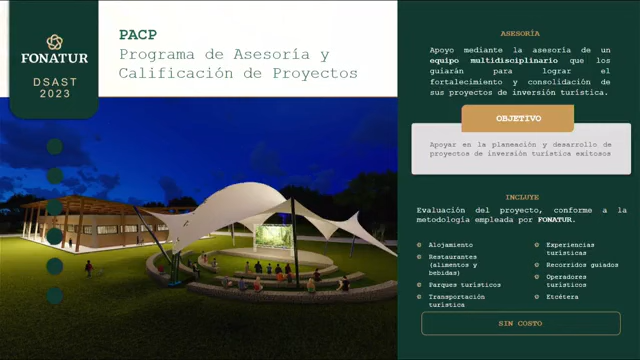 FONATUR
DSAST
2023
PACP
Programa de Asesoría y
Calificación de Proyectos
ASESORÍA
Apoyo mediante la asesoría de un
equipo multidisciplinario que los
guiarán para lograr el
fortalecimiento y consolidación de
sus proyectos de inversión turística.
OBJETIVO
Apoyar en la planeación y desarrollo de
proyectos de inversión turística exitosos
INCLUYE
Evaluación del proyecto, conforme a la
metodología empleada por FONATUR.
Alojamiento
Restaurantes
(alimentos y
bebidas)
Parques turísticos
Transportación
turística
Experiencias
turísticas
Recorridos guiados
Operadores
turísticos
Etcétera
SIN COSTO